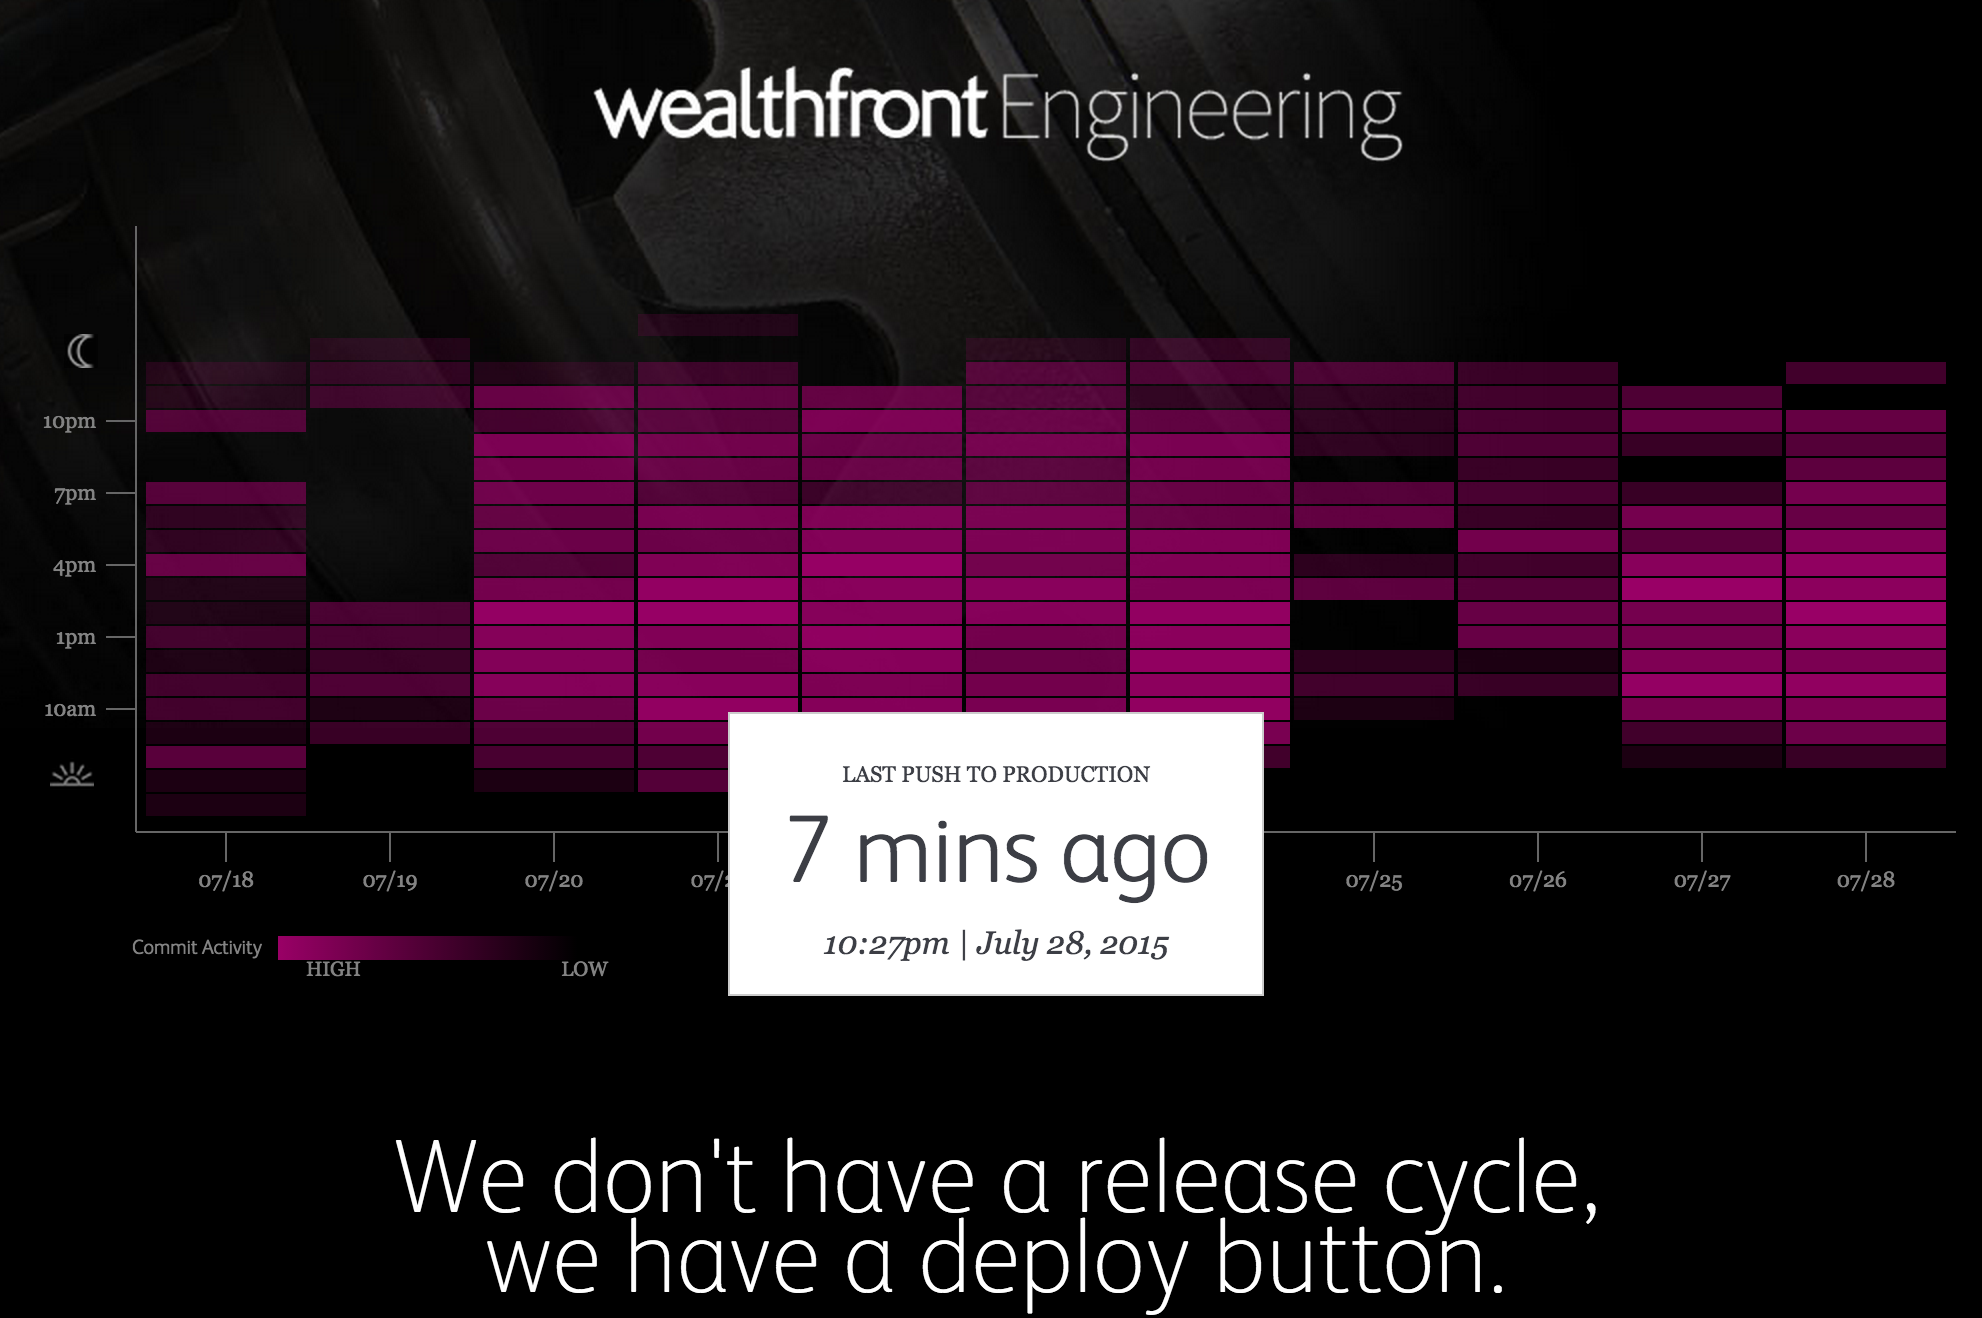 wealthfront Engineering
10pm
7pm
4pm
1pm
10am
LAST PUSH TO PRODUCTION
7 mins ago
10:27pm | July 28, 2015
07/18 07/19 07/20 07/2 07/25 07/26 07/27 07/28
Commit Activity
HIGH LOW
We don't have a release cycle,
we have a deploy button.